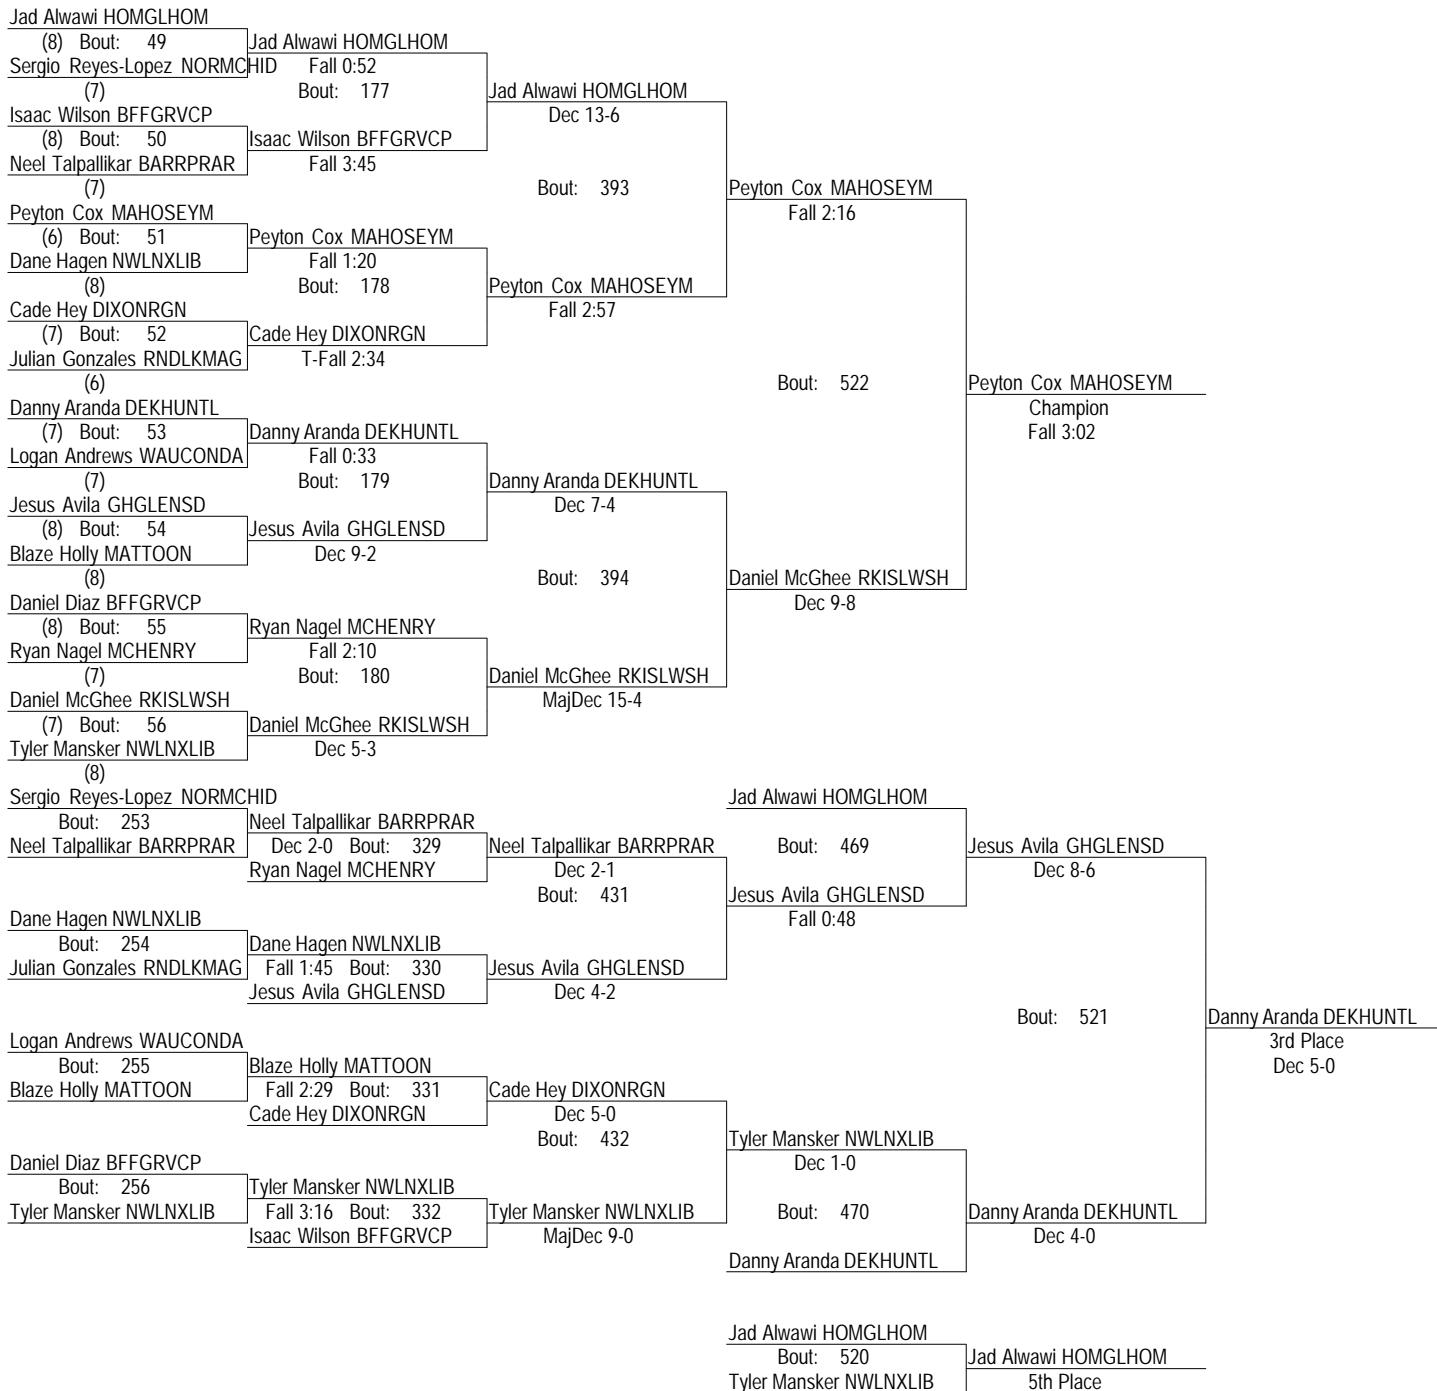 Jad Alwawi HOMGLHOM
(8) Bout: 49
Jad Alwawi HOMGLHOM
Sergio Reyes-Lopez NORMCHID
Fall 0:52
(7)
Bout: 177
Jad Alwawi HOMGLHOM
Isaac Wilson BFFGRVCP
Dec 13-6
(8) Bout: 50
Isaac Wilson BFFGRVCP
Neel Talpallikar BARRPRAR
Fall 3:45
(7)
Bout: 393
Peyton Cox MAHOSEYM
Peyton Cox MAHOSEYM
Fall 2:16
(6) Bout: 51
Peyton Cox MAHOSEYM
Dane Hagen NWLNXLIB
Fall 1:20
(8)
Bout: 178
Peyton Cox MAHOSEYM
Cade Hey DIXONRGN
Fall 2:57
(7) Bout: 52
Cade Hey DIXONRGN
Julian Gonzales RNDLKMAG
T-Fall 2:34
(6)
Bout: 522
Peyton Cox MAHOSEYM
Danny Aranda DEKHUNTL
Champion
(7) Bout: 53
Danny Aranda DEKHUNTL
Fall 3:02
Logan Andrews WAUCONDA
Fall 0:33
(7)
Bout: 179
Danny Aranda DEKHUNTL
Jesus Avila GHGLENSD
Dec 7-4
(8) Bout: 54
Jesus Avila GHGLENSD
Blaze Holly MATTOON
Dec 9-2
(8)
Bout: 394
Daniel McGhee RKISLWSH
Daniel Diaz BFFGRVCP
Dec 9-8
(8) Bout: 55
Ryan Nagel MCHENRY
Ryan Nagel MCHENRY
Fall 2:10
(7)
Bout: 180
Daniel McGhee RKISLWSH
Daniel McGhee RKISLWSH
MajDec 15-4
(7) Bout: 56
Daniel McGhee RKISLWSH
Tyler Mansker NWLNXLIB
Dec 5-3
(8)
Sergio Reyes-Lopez NORMCHID
Jad Alwawi HOMGLHOM
Bout: 253
Neel Talpallikar BARRPRAR
Neel Talpallikar BARRPRAR
Dec 2-0 Bout: 329
Neel Talpallikar BARRPRAR
Bout: 469
Jesus Avila GHGLENSD
Ryan Nagel MCHENRY
Dec 2-1
Dec 8-6
Bout: 431
Jesus Avila GHGLENSD
Dane Hagen NWLNXLIB
Fall 0:48
Bout: 254
Dane Hagen NWLNXLIB
Julian Gonzales RNDLKMAG
Fall 1:45 Bout: 330
Jesus Avila GHGLENSD
Jesus Avila GHGLENSD
Dec 4-2
Bout: 521
Danny Aranda DEKHUNTL
Logan Andrews WAUCONDA
3rd Place
Bout: 255
Blaze Holly MATTOON
Dec 5-0
Blaze Holly MATTOON
Fall 2:29 Bout: 331
Cade Hey DIXONRGN
Cade Hey DIXONRGN
Dec 5-0
Bout: 432
Tyler Mansker NWLNXLIB
Daniel Diaz BFFGRVCP
Dec 1-0
Bout: 256
Tyler Mansker NWLNXLIB
Tyler Mansker NWLNXLIB
Fall 3:16 Bout: 332
Tyler Mansker NWLNXLIB
Bout: 470
Danny Aranda DEKHUNTL
Isaac Wilson BFFGRVCP
MajDec 9-0
Dec 4-0
Danny Aranda DEKHUNTL
Jad Alwawi HOMGLHOM
Bout: 520
Jad Alwawi HOMGLHOM
Tyler Mansker NWLNXLIB
5th Place